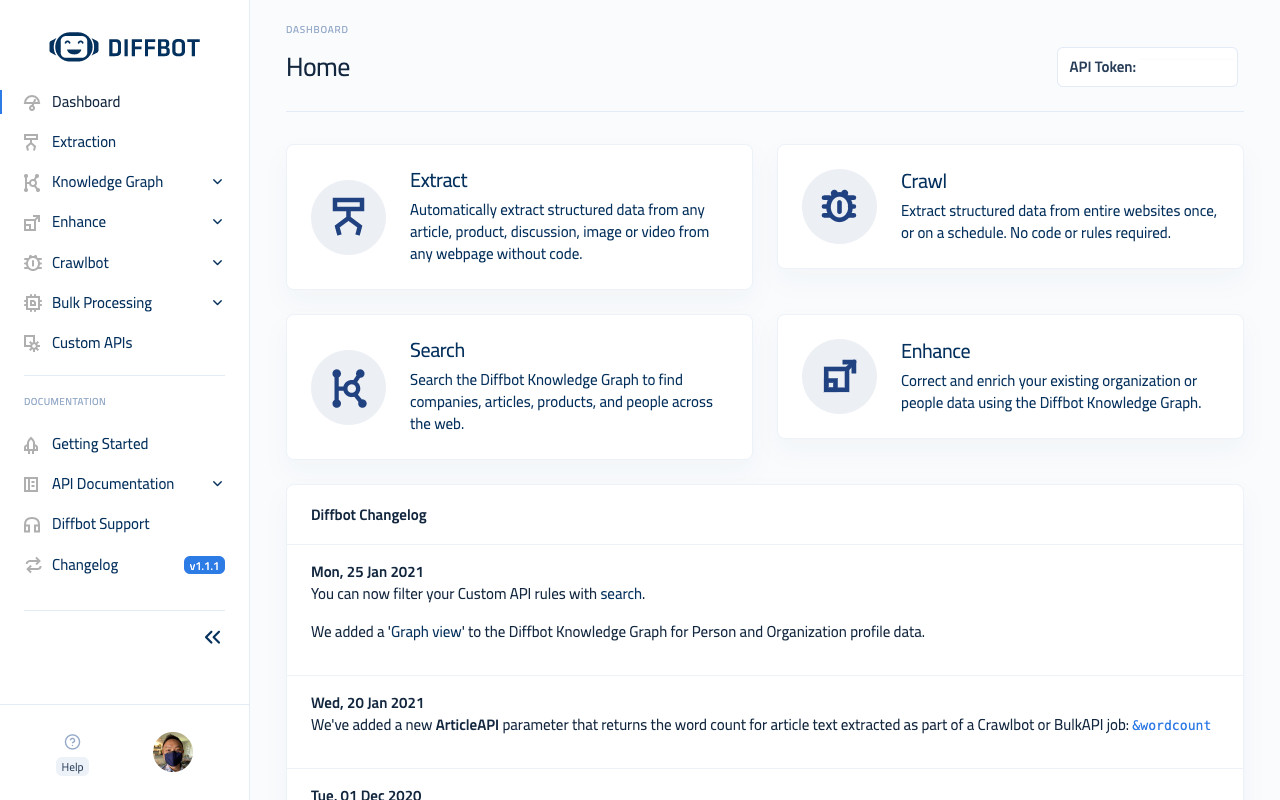 DIFFBOT
Dashboard
Extraction
Knowledge Graph
Enhance
Crawlbot
Bulk Processing
Custom APIs
DOCUMENTATION
Getting Started
API Documentation
Diffbot Support
Changelog
v1.1.1
Help
DASHBOARD
Home
API Token:
Extract
Automatically extract structured data from any
article, product, discussion, image or video from
any webpage without code.
Crawl
Extract structured data from entire websites once,
or on a schedule. No code or rules required.
Search
Search the Diffbot Knowledge Graph to find
companies, articles, products, and people across
the web.
Enhance
Correct and enrich your existing organization or
people data using the Diffbot Knowledge Graph.
Diffbot Changelog
Mon, 25 Jan 2021
You can now filter your Custom API rules with search.
We added a 'Graph view' to the Diffbot Knowledge Graph for Person and Organization profile data.
Wed, 20 Jan 2021
We've added a new ArticleAPI parameter that returns the word count for article text extracted as part of a Crawlbot or BulkAPI job: &wordcount
Tue, 01 Dec 2020